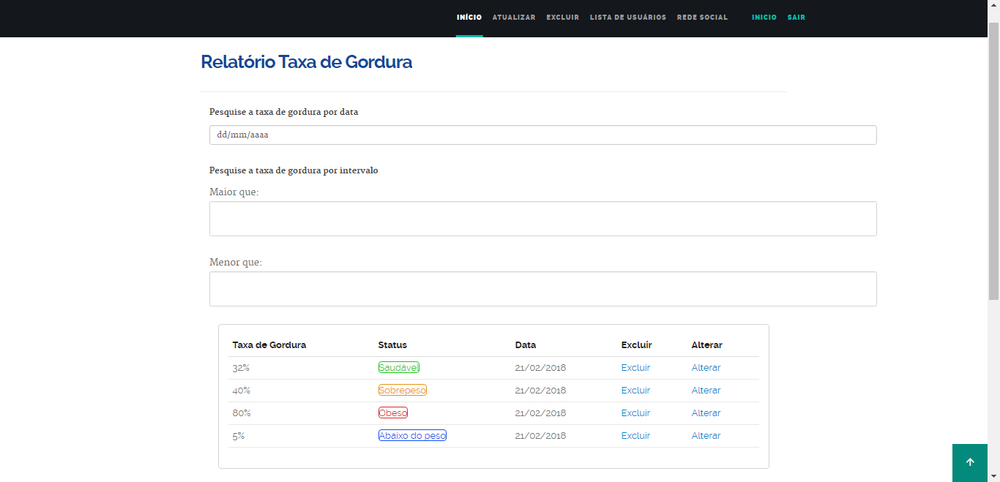 INÍCIO ATUALIZAR EXCLUIR LISTA DE USUÁRIOS REDE SOCIAL INICIO SAIR
Relatório Taxa de Gordura
Pesquise a taxa de gordura por data
dd/mm/aaaa
Pesquise a taxa de gordura por intervalo
Maior que:
Menor que:
Taxa de Gordura Status Data Excluir Alterar
32% Saudável 21/02/2018 Excluir Alterar
40% Sobrepeso 21/02/2018 Excluir Alterar
80% Obeso 21/02/2018 Excluir Alterar
5% Abaixo do peso 21/02/2018 Excluir Alterar